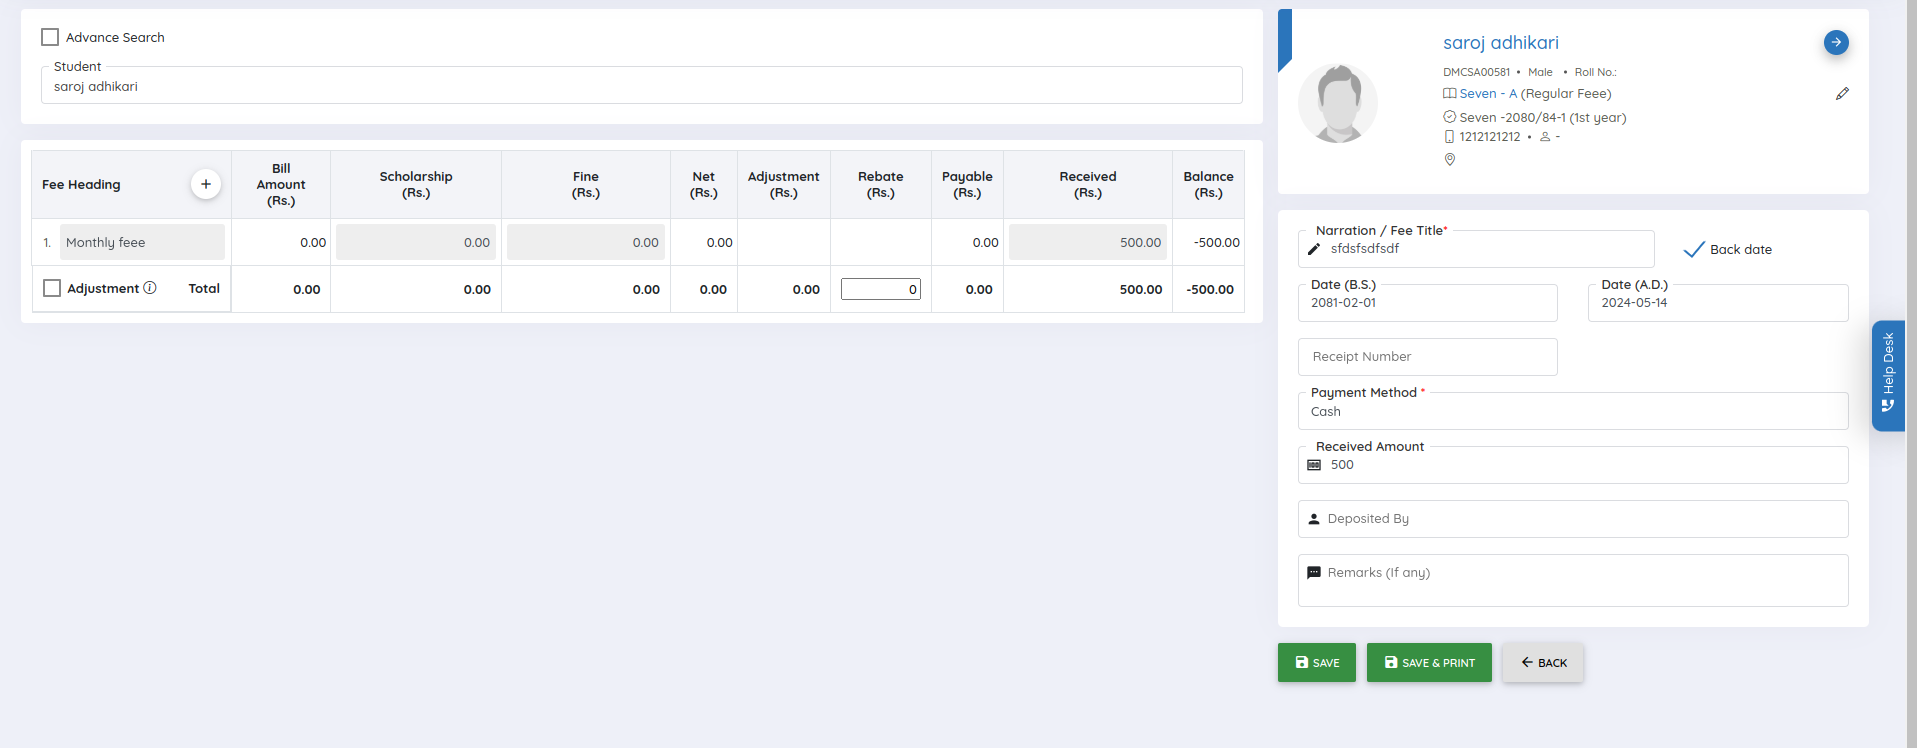 Advance Search
Student
saroj adhikari
Fee Heading
Bill Amount (Rs.)
Scholarship (Rs.)
Fine (Rs.)
Net (Rs.)
Adjustment (Rs.)
Rebate (Rs.)
Payable (Rs.)
Received (Rs.)
Balance (Rs.)
1. Monthly feee 0.00 0.00 0.00 0.00 0.00 500.00 -500.00
Adjustment Total 0.00 0.00 0.00 0.00 0.00 0 0.00 500.00 -500.00
saroj adhikari
DMCSA00581 • Male • Roll No.:
Seven - A (Regular Feee)
Seven -2080/84-1 (1st year)
1212121212 • -
Narration / Fee Title*
sfdsfsdfsdf
Back date
Date (B.S.)
2081-02-01
Date (A.D.)
2024-05-14
Receipt Number
Payment Method *
Cash
Received Amount
500
Deposited By
Remarks (If any)
SAVE
SAVE & PRINT
BACK
Help Desk